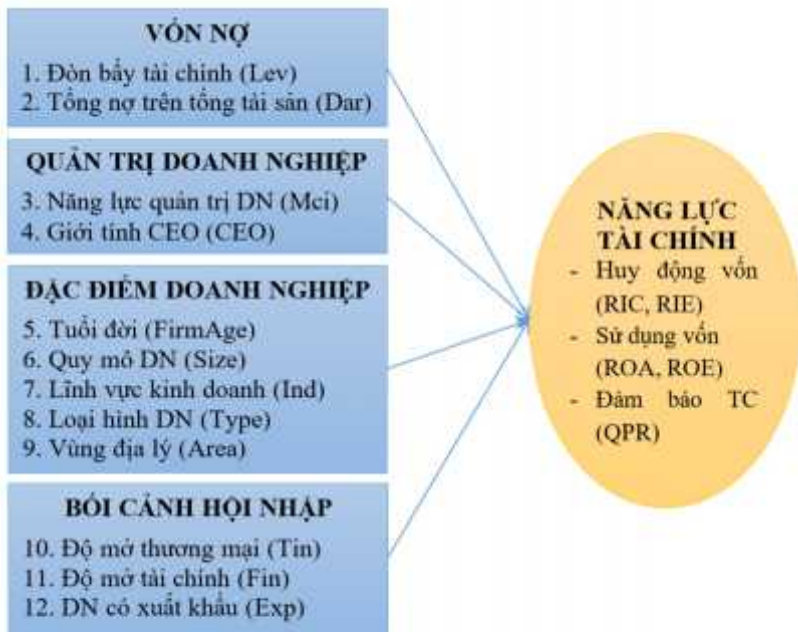 VỐN NỢ
1. Đòn bẩy tài chính (Lev)
2. Tổng nợ trên tổng tài sản (Dar)
QUẢN TRỊ DOANH NGHIỆP
3. Năng lực quản trị DN (Mci)
4. Giới tính CEO (CEO)
ĐẶC ĐIỂM DOANH NGHIỆP
5. Tuổi đời (FirmAge)
6. Quy mô DN (Size)
7. Lĩnh vực kinh doanh (Ind)
8. Loại hình DN (Type)
9. Vùng địa lý (Area)
BỐI CẢNH HỘI NHẬP
10. Độ mở thương mại (Tin)
11. Độ mở tài chính (Fin)
12. DN có xuất khẩu (Exp)
NĂNG LỰC
TÀI CHÍNH
- Huy động vốn
(RIC, RIE)
- Sử dụng vốn
(ROA, ROE)
- Đảm bảo TC
(QPR)